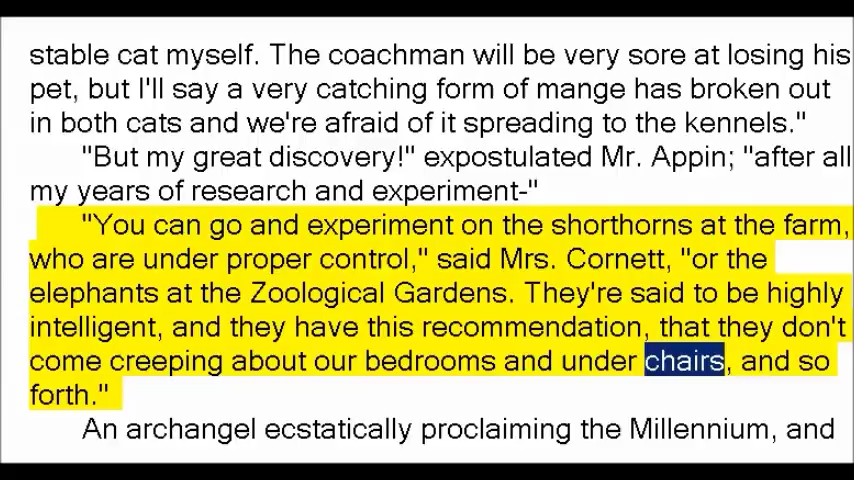 stable cat myself. The coachman will be very sore at losing his
pet, but I'll say a very catching form of mange has broken out
in both cats and we're afraid of it spreading to the kennels."
"But my great discovery!" expostulated Mr. Appin; "after all
my years of research and experiment-"
"You can go and experiment on the shorthorns at the farm,
who are under proper control," said Mrs. Cornett, "or the
elephants at the Zoological Gardens. They're said to be highly
intelligent, and they have this recommendation, that they don't
come creeping about our bedrooms and under chairs, and so
forth."
An archangel ecstatically proclaiming the Millennium, and